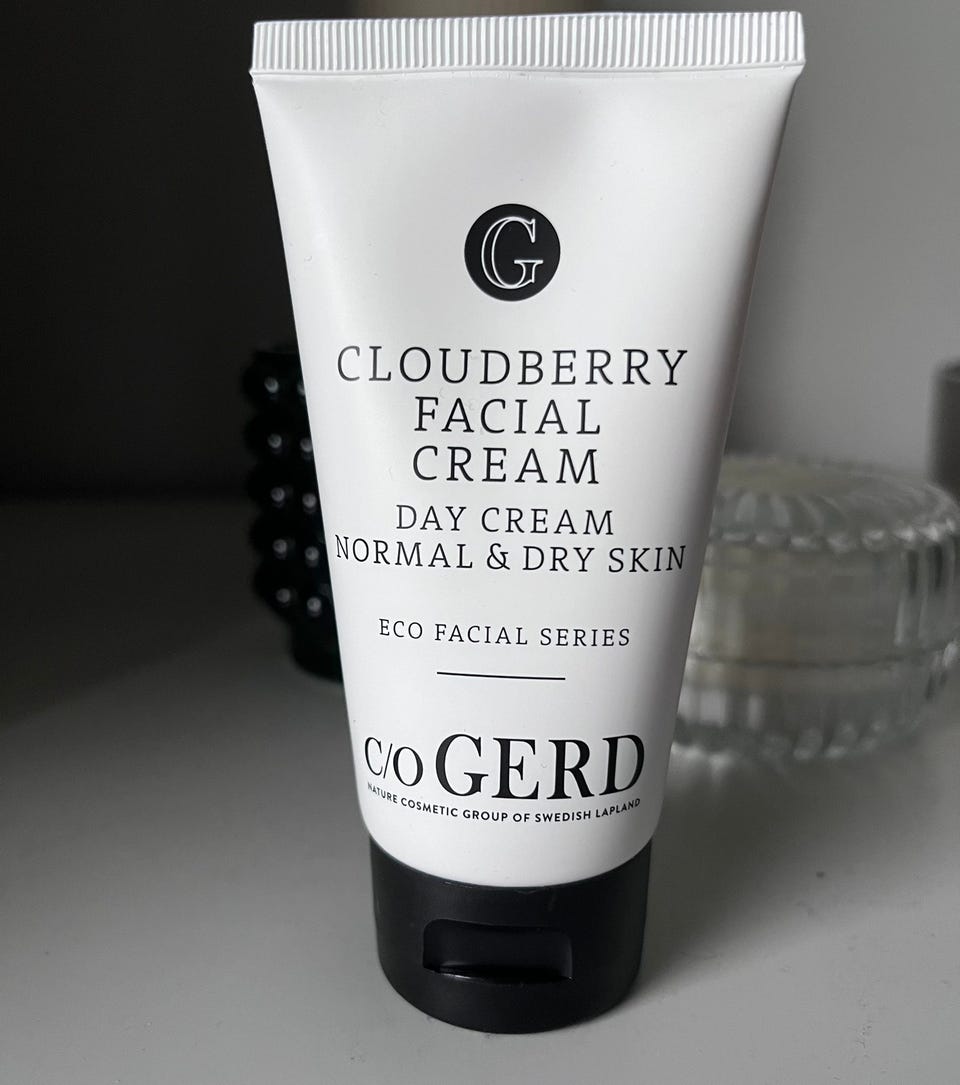 G
CLOUDBERRY
FACIAL
CREAM
DAY CREAM
NORMAL & DRY SKIN
ECO FACIAL SERIES
C/O GERD
NATURE COSMETIC GROUP OF SWEDISH LAPLAND